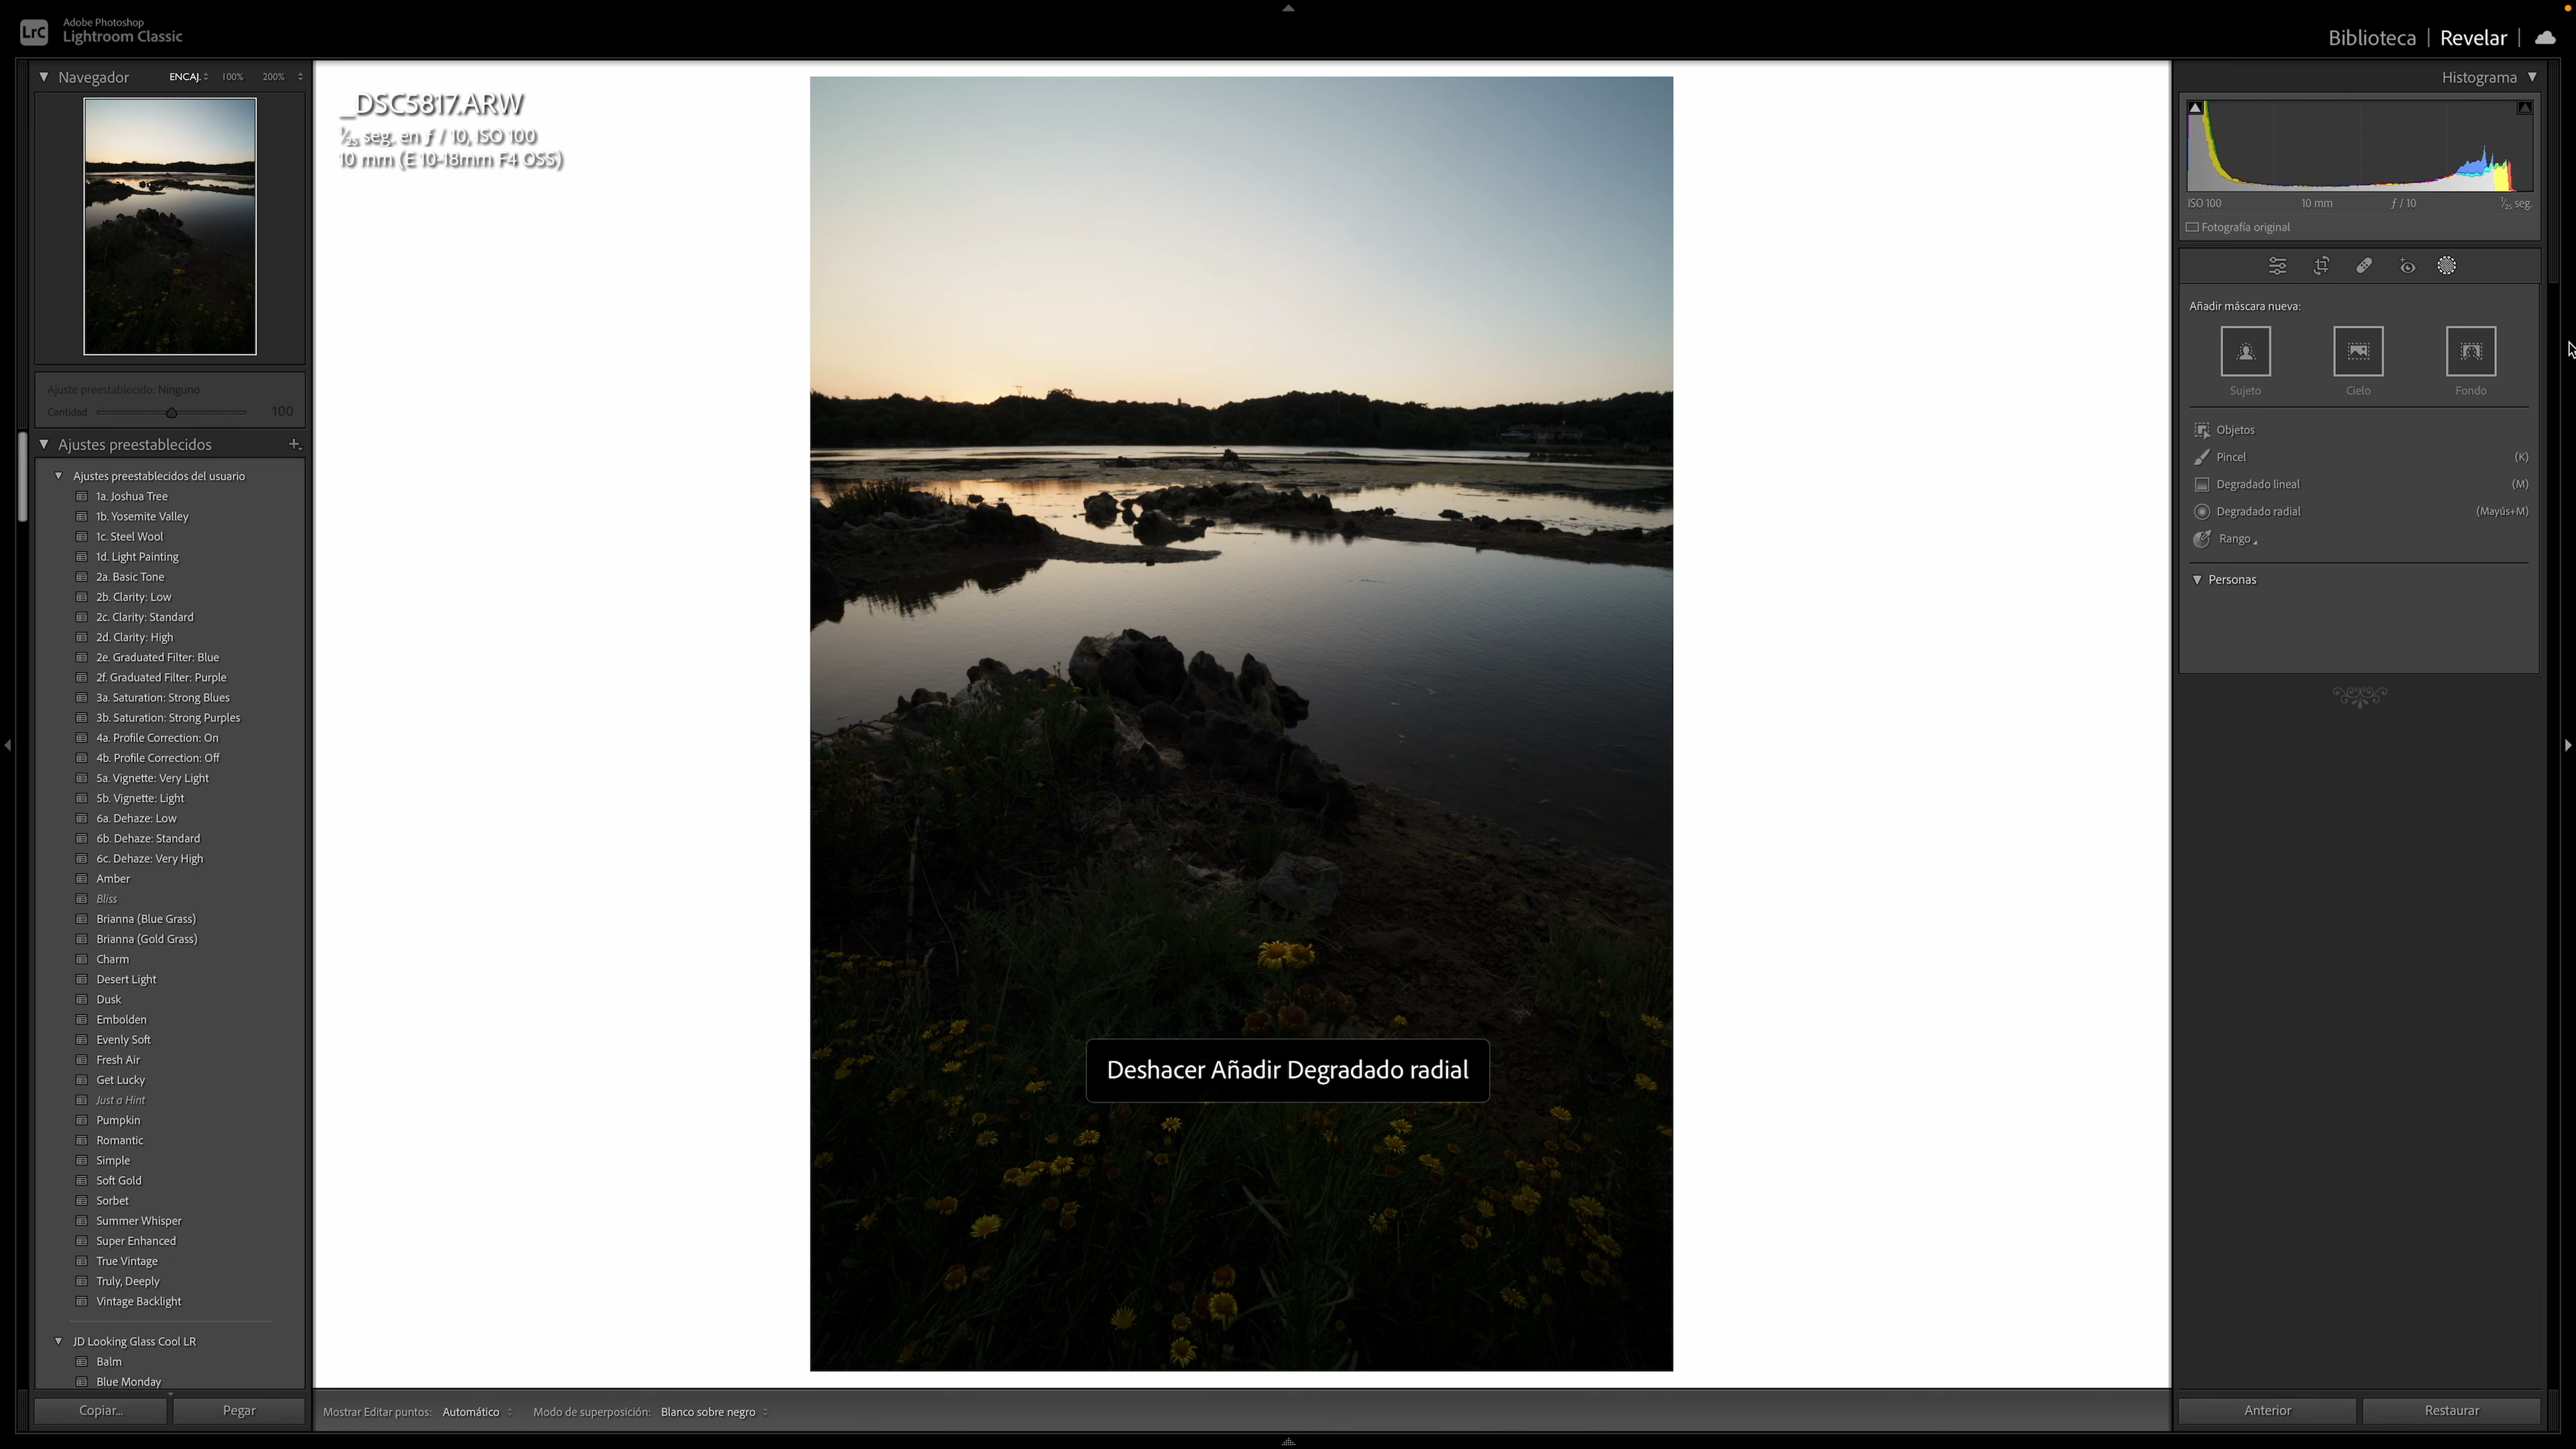 LrC
Adobe Photoshop
Lightroom Classic
Biblioteca | Revelar |
Navegador ENCAJ. 100% 200%
Ajuste preestablecido: Ninguno
Cantidad 100
Ajustes preestablecidos
Ajustes preestablecidos del usuario
1a. Joshua Tree
1b. Yosemite Valley
1c. Steel Wool
1d. Light Painting
2a. Basic Tone
2b. Clarity: Low
2c. Clarity: Standard
2d. Clarity: High
2e. Graduated Filter: Blue
2f. Graduated Filter: Purple
3a. Saturation: Strong Blues
3b. Saturation: Strong Purples
4a. Profile Correction: On
4b. Profile Correction: Off
5a. Vignette: Very Light
5b. Vignette: Light
6a. Dehaze: Low
6b. Dehaze: Standard
6c. Dehaze: Very High
Amber
Bliss
Brianna (Blue Grass)
Brianna (Gold Grass)
Charm
Desert Light
Dusk
Embolden
Evenly Soft
Fresh Air
Get Lucky
Just a Hint
Pumpkin
Romantic
Simple
Soft Gold
Sorbet
Summer Whisper
Super Enhanced
True Vintage
Truly, Deeply
Vintage Backlight
JD Looking Glass Cool LR
Balm
Blue Monday
Copiar... Pegar
_DSC5817.ARW
1/25 seg. en ƒ / 10, ISO 100
10 mm (E 10-18mm F4 OSS)
Deshacer Añadir Degradado radial
Mostrar Editar puntos: Automático Modo de superposición: Blanco sobre negro
Histograma
ISO 100 10 mm ƒ / 10 1/25 seg.
Fotografía original
Añadir máscara nueva:
Sujeto Cielo Fondo
Objetos
Pincel (K)
Degradado lineal (M)
Degradado radial (Mayús+M)
Rango
Personas
Anterior Restaurar